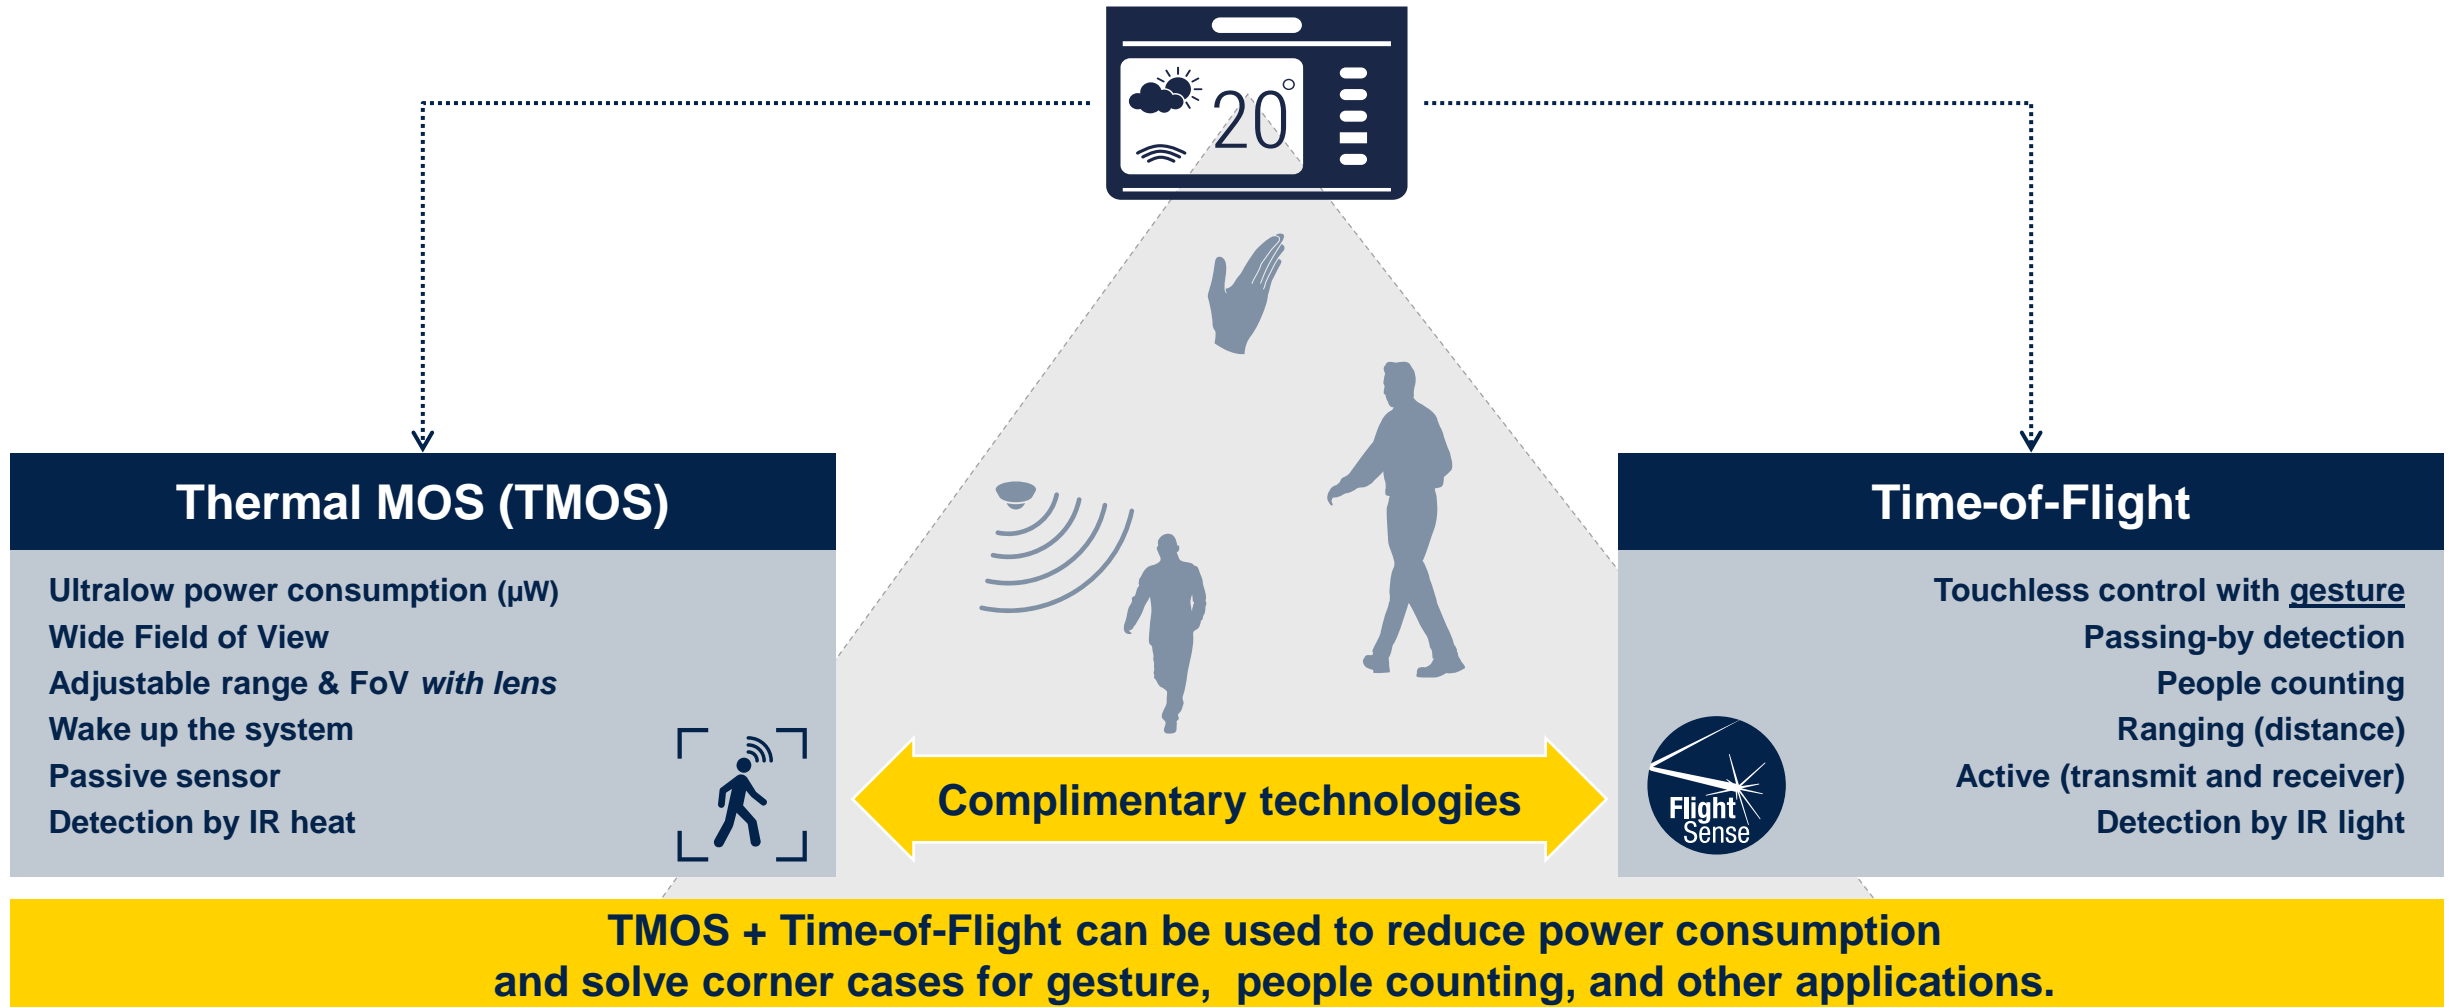 20°
Thermal MOS (TMOS)
Ultralow power consumption (µW)
Wide Field of View
Adjustable range & FoV with lens
Wake up the system
Passive sensor
Detection by IR heat
Time-of-Flight
Touchless control with gesture
Passing-by detection
People counting
Ranging (distance)
Active (transmit and receiver)
Detection by IR light
Flight
Sense
Complimentary technologies
TMOS + Time-of-Flight can be used to reduce power consumption
and solve corner cases for gesture,  people counting, and other applications.